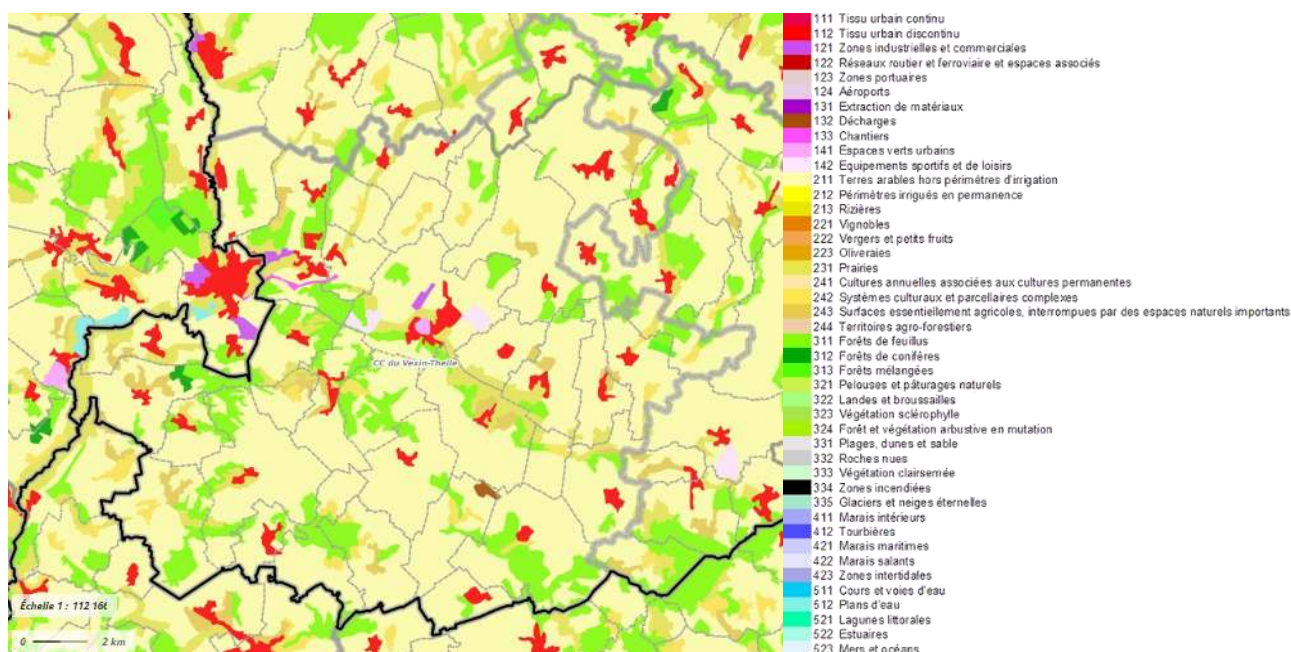 111 Tissu urbain continu
112 Tissu urbain discontinu
121 Zones industrielles et commerciales
122 Réseaux routier et ferroviaire et espaces associés
123 Zones portuaires
124 Aéroports
131 Extraction de matériaux
132 Décharges
133 Chantiers
141 Espaces verts urbains
142 Equipements sportifs et de loisirs
211 Terres arables hors périmètres d'irrigation
212 Périmètres irrigués en permanence
213 Rizières
221 Vignobles
222 Vergers et petits fruits
223 Oliveraies
231 Prairies
241 Cultures annuelles associées aux cultures permanentes
242 Systèmes culturaux et parcellaires complexes
243 Surfaces essentiellement agricoles, interrompues par des espaces naturels importants
244 Territoires agro-forestiers
311 Forêts de feuillus
312 Forêts de conifères
313 Forêts mélangées
321 Pelouses et pâturages naturels
322 Landes et broussailles
323 Végétation sclérophylle
324 Forêt et végétation arbustive en mutation
331 Plages, dunes et sable
332 Roches nues
333 Végétation clairsemée
334 Zones incendiées
335 Glaciers et neiges éternelles
411 Marais intérieurs
412 Tourbières
421 Marais maritimes
422 Marais salants
423 Zones intertidales
511 Cours et voies d'eau
512 Plans d'eau
521 Lagunes littorales
522 Estuaires
523 Mers et océans
CC du Vexin-Thelle
Échelle 1 : 112 166
0 2 km